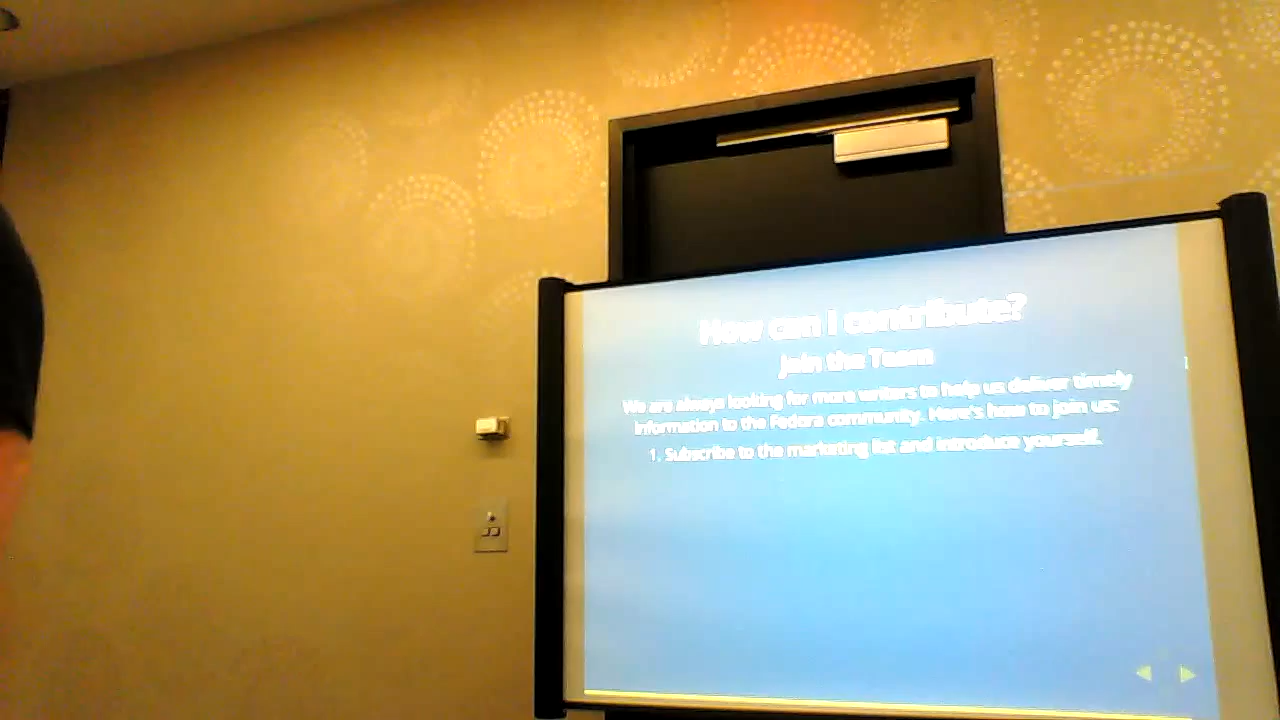 How can I contribute?
Join the Team
We are always looking for more writers to help us deliver timely
information to the Fedora community. Here's how to join us:
1. Subscribe to the marketing list and introduce yourself.